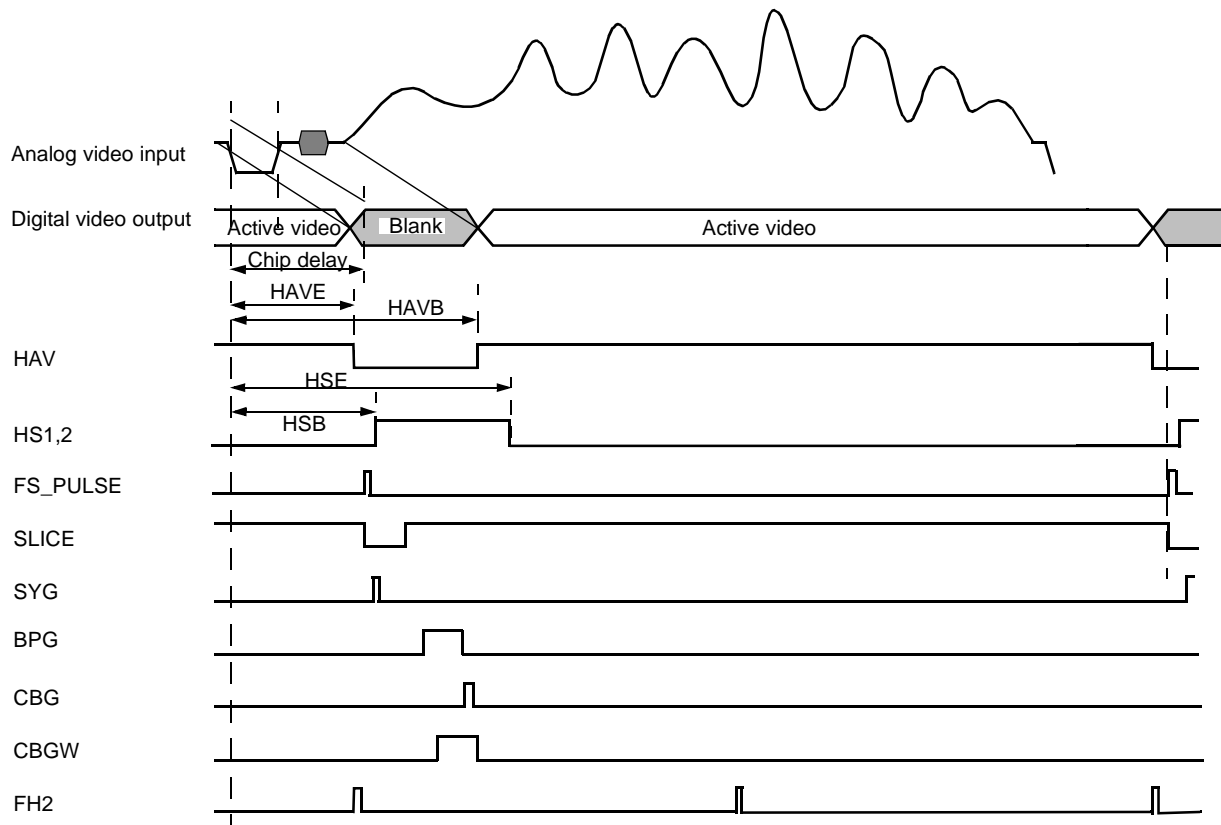 Analog video input
Digital video output
Active video
Blank
Active video
Chip delay
HAVE
HAVB
HAV
HSE
HSB
HS1,2
FS_PULSE
SLICE
SYG
BPG
CBG
CBGW
FH2